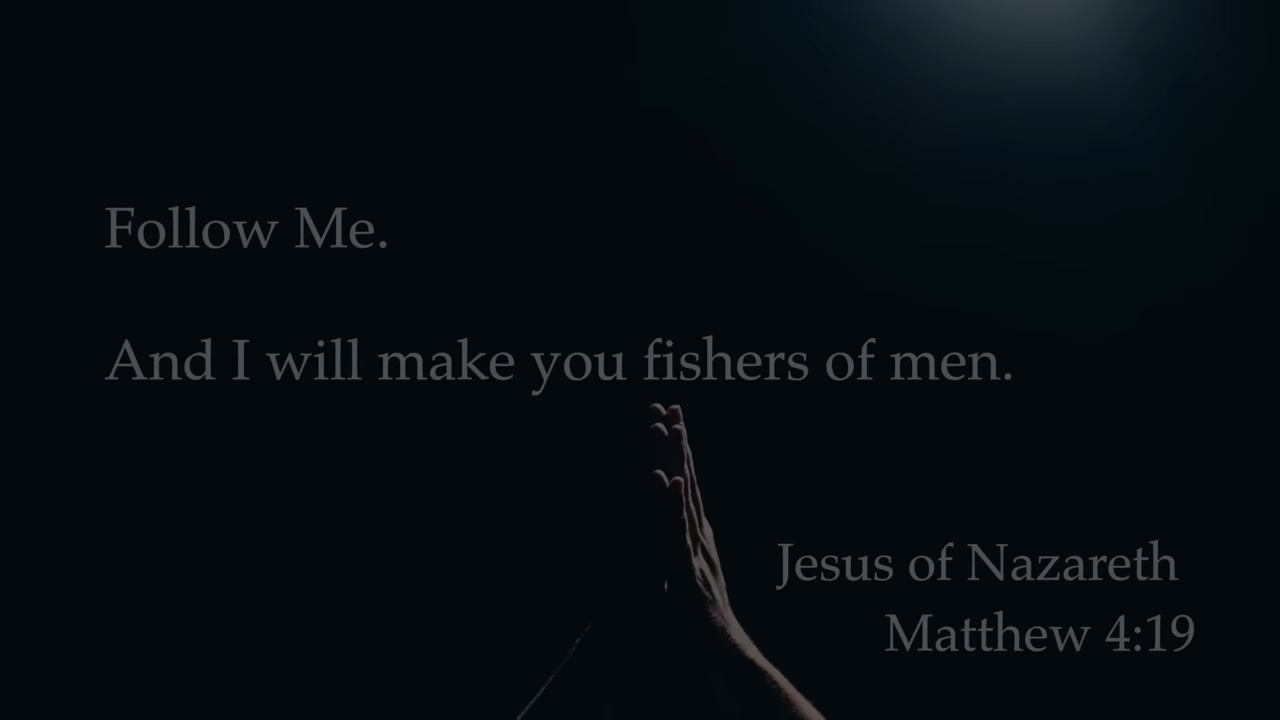 Follow Me.
And I will make you fishers of men.
Jesus of Nazareth
Matthew 4:19